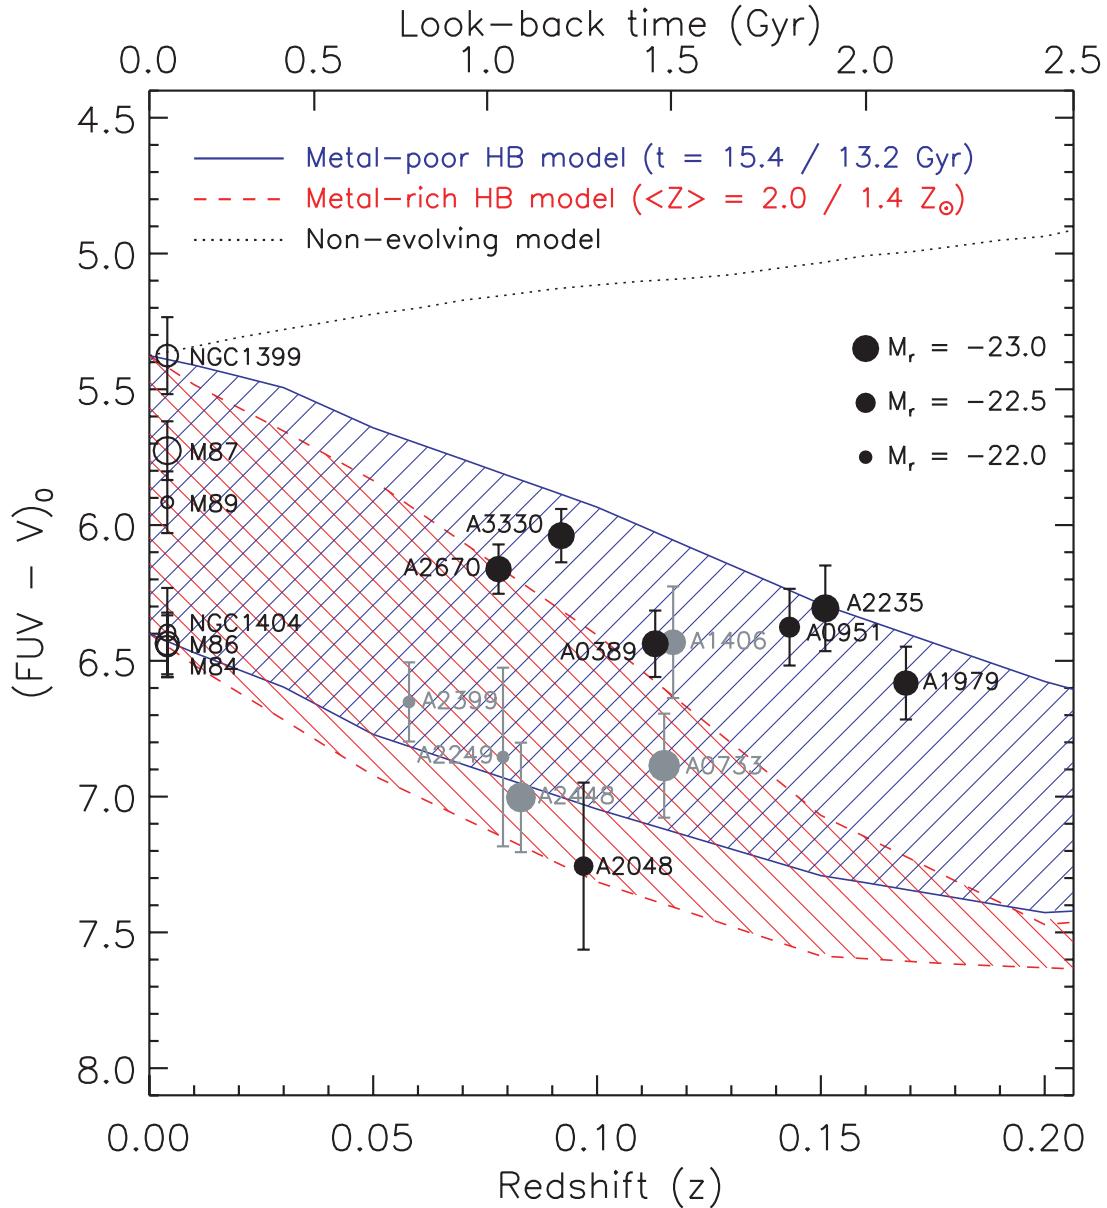 Look-back time (Gyr)
0.0 0.5 1.0 1.5 2.0 2.5
4.5
5.0
5.5
6.0
6.5
7.0
7.5
8.0
(FUV - V)₀
Metal-poor HB model (t = 15.4 / 13.2 Gyr)
Metal-rich HB model (<Z> = 2.0 / 1.4 Z⊙)
Non-evolving model
Mᵣ = -23.0
Mᵣ = -22.5
Mᵣ = -22.0
NGC1399
M87
M89
NGC1404
M86
M84
A3330
A2670
A2235
A0951
A1406
A0389
A1979
A2399
A2249
A0733
A2448
A2048
0.00 0.05 0.10 0.15 0.20
Redshift (z)